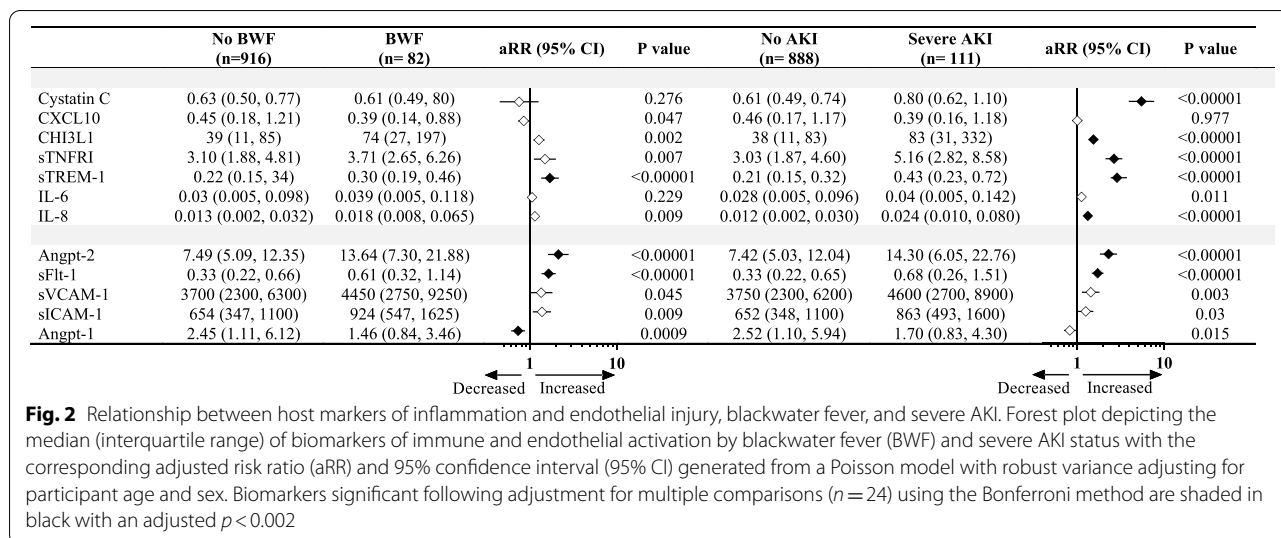 No BWF BWF aRR (95% CI) P value No AKI Severe AKI aRR (95% CI) P value
(n=916) (n= 82) (n= 888) (n= 111)
Cystatin C 0.63 (0.50, 0.77) 0.61 (0.49, 80) 0.276 0.61 (0.49, 0.74) 0.80 (0.62, 1.10) <0.00001
CXCL10 0.45 (0.18, 1.21) 0.39 (0.14, 0.88) 0.047 0.46 (0.17, 1.17) 0.39 (0.16, 1.18) 0.977
CHI3L1 39 (11, 85) 74 (27, 197) 0.002 38 (11, 83) 83 (31, 332) <0.00001
sTNFRI 3.10 (1.88, 4.81) 3.71 (2.65, 6.26) 0.007 3.03 (1.87, 4.60) 5.16 (2.82, 8.58) <0.00001
sTREM-1 0.22 (0.15, 34) 0.30 (0.19, 0.46) <0.00001 0.21 (0.15, 0.32) 0.43 (0.23, 0.72) <0.00001
IL-6 0.03 (0.005, 0.098) 0.039 (0.005, 0.118) 0.229 0.028 (0.005, 0.096) 0.04 (0.005, 0.142) 0.011
IL-8 0.013 (0.002, 0.032) 0.018 (0.008, 0.065) 0.009 0.012 (0.002, 0.030) 0.024 (0.010, 0.080) <0.00001
Angpt-2 7.49 (5.09, 12.35) 13.64 (7.30, 21.88) <0.00001 7.42 (5.03, 12.04) 14.30 (6.05, 22.76) <0.00001
sFlt-1 0.33 (0.22, 0.66) 0.61 (0.32, 1.14) <0.00001 0.33 (0.22, 0.65) 0.68 (0.26, 1.51) <0.00001
sVCAM-1 3700 (2300, 6300) 4450 (2750, 9250) 0.045 3750 (2300, 6200) 4600 (2700, 8900) 0.003
sICAM-1 654 (347, 1100) 924 (547, 1625) 0.009 652 (348, 1100) 863 (493, 1600) 0.03
Angpt-1 2.45 (1.11, 6.12) 1.46 (0.84, 3.46) 0.0009 2.52 (1.10, 5.94) 1.70 (0.83, 4.30) 0.015
1 10 1 10
Decreased Increased Decreased Increased
Fig. 2 Relationship between host markers of inflammation and endothelial injury, blackwater fever, and severe AKI. Forest plot depicting the
median (interquartile range) of biomarkers of immune and endothelial activation by blackwater fever (BWF) and severe AKI status with the
corresponding adjusted risk ratio (aRR) and 95% confidence interval (95% CI) generated from a Poisson model with robust variance adjusting for
participant age and sex. Biomarkers significant following adjustment for multiple comparisons (n = 24) using the Bonferroni method are shaded in
black with an adjusted p < 0.002